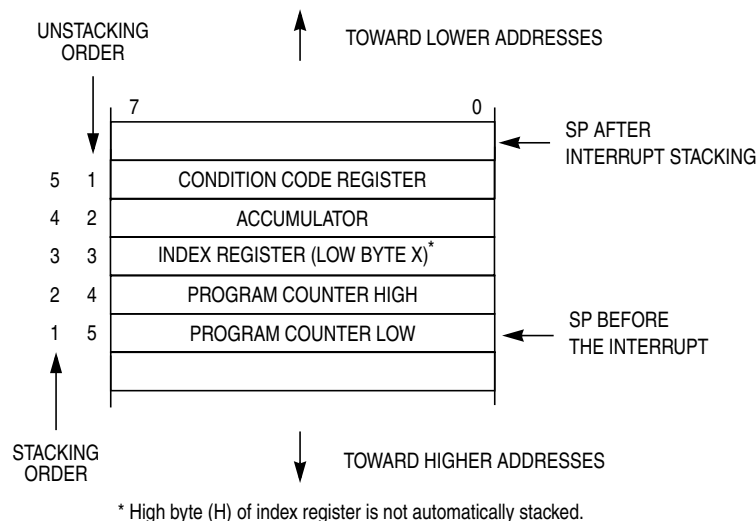 UNSTACKING
ORDER
TOWARD LOWER ADDRESSES
7 0
SP AFTER
INTERRUPT STACKING
5 1 CONDITION CODE REGISTER
4 2 ACCUMULATOR
3 3 INDEX REGISTER (LOW BYTE X)*
2 4 PROGRAM COUNTER HIGH
1 5 PROGRAM COUNTER LOW
SP BEFORE
THE INTERRUPT
STACKING
ORDER
TOWARD HIGHER ADDRESSES
* High byte (H) of index register is not automatically stacked.